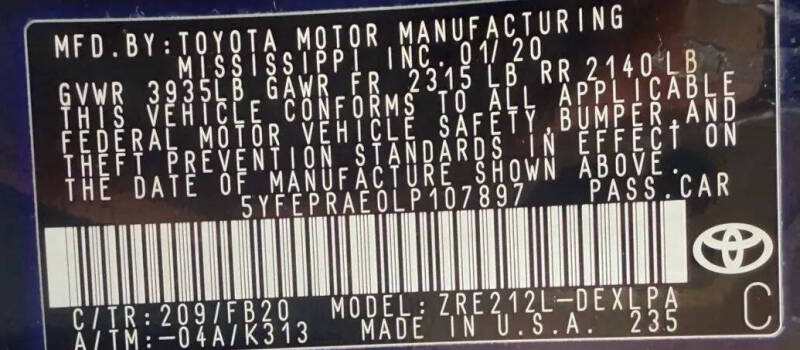 MFD.BY:TOYOTA MOTOR MANUFACTURING
MISSISSIPPI INC. 01/20
GVWR 3935LB GAWR FR 2315 LB RR 2140 LB
THIS VEHICLE CONFORMS TO ALL APPLICABLE
FEDERAL MOTOR VEHICLE SAFETY,BUMPER,AND
THEFT PREVENTION STANDARDS IN EFFECT ON
THE DATE OF MANUFACTURE SHOWN ABOVE.
5YFEPRAE0LP107897 PASS.CAR
C/TR:209/FB20 MODEL:ZRE212L-DEXLPA
A/TM:-04A/K313 MADE IN U.S.A. 235
C